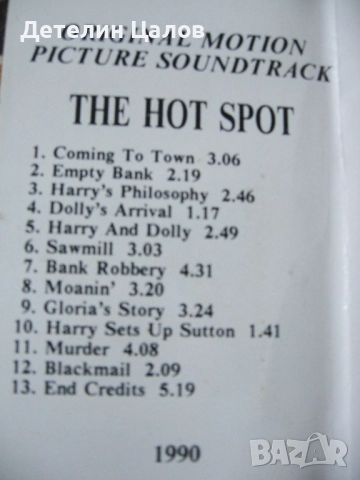 Детелин Цалов
ORIGINAL MOTION
PICTURE SOUNDTRACK
THE HOT SPOT
1. Coming To Town 3.06
2. Empty Bank 2.19
3. Harry's Philosophy 2.46
4. Dolly's Arrival 1.17
5. Harry And Dolly 2.49
6. Sawmill 3.03
7. Bank Robbery 4.31
8. Moanin' 3.20
9. Gloria's Story 3.24
10. Harry Sets Up Sutton 1.41
11. Murder 4.08
12. Blackmail 2.09
13. End Credits 5.19
1990
bazar